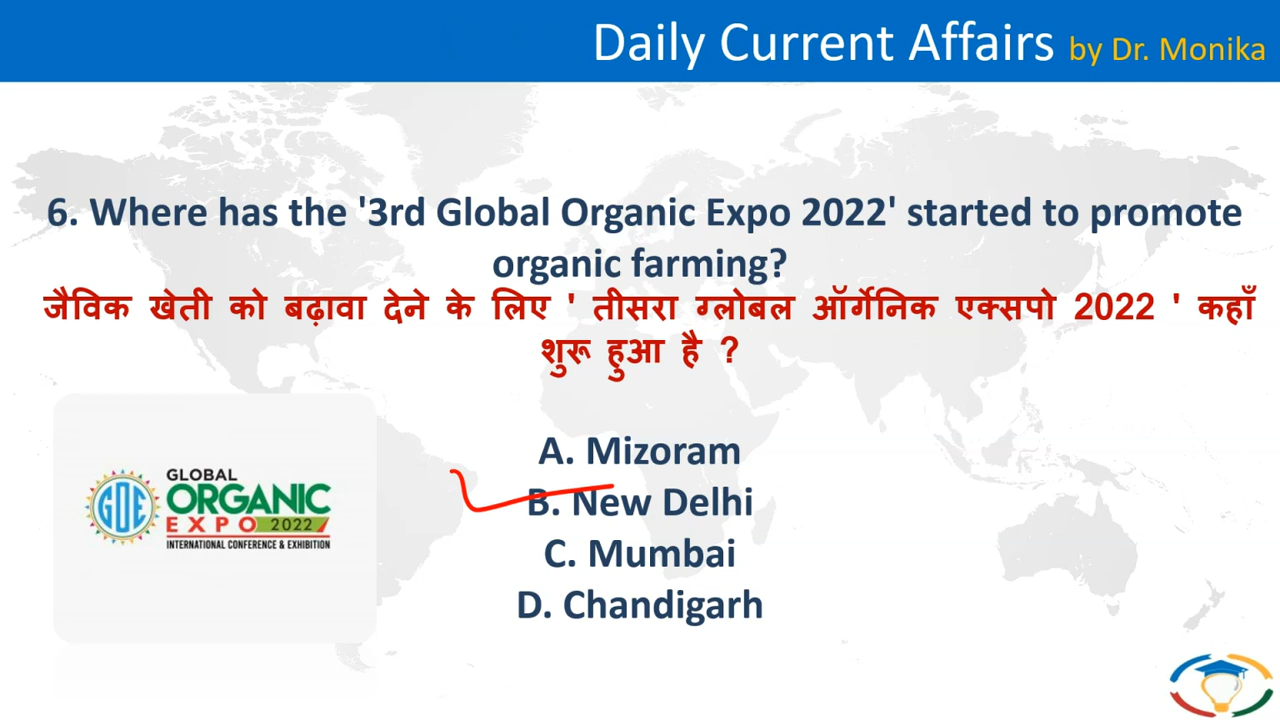 Daily Current Affairs by Dr. Monika
6. Where has the '3rd Global Organic Expo 2022' started to promote
organic farming?
जैविक खेती को बढ़ावा देने के लिए ' तीसरा ग्लोबल ऑर्गेनिक एक्सपो 2022 ' कहाँ
शुरू हुआ है ?
A. Mizoram
B. New Delhi
C. Mumbai
D. Chandigarh
GOE
GLOBAL
ORGANIC
EXPO 2022
INTERNATIONAL CONFERENCE & EXHIBITION